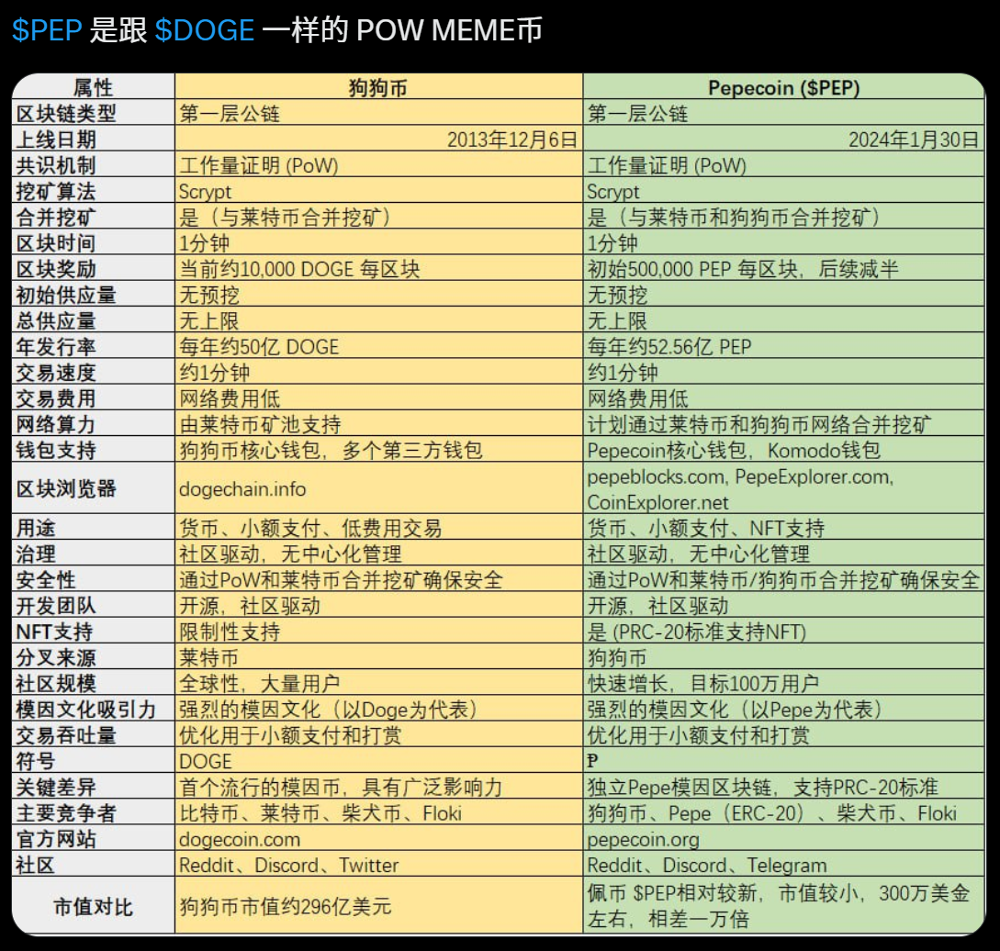 $PEP 是跟 $DOGE 一样的 POW MEME币
属性 狗狗币 Pepecoin ($PEP)
区块链类型 第一层公链 第一层公链
上线日期 2013年12月6日 2024年1月30日
共识机制 工作量证明 (PoW) 工作量证明 (PoW)
挖矿算法 Scrypt Scrypt
合并挖矿 是（与莱特币合并挖矿） 是（与莱特币和狗狗币合并挖矿）
区块时间 1分钟 1分钟
区块奖励 当前约10,000 DOGE 每区块 初始500,000 PEP 每区块，后续减半
初始供应量 无预挖 无预挖
总供应量 无上限 无上限
年发行率 每年约50亿 DOGE 每年约52.56亿 PEP
交易速度 约1分钟 约1分钟
交易费用 网络费用低 网络费用低
网络算力 由莱特币矿池支持 计划通过莱特币和狗狗币网络合并挖矿
钱包支持 狗狗币核心钱包，多个第三方钱包 Pepecoin核心钱包，Komodo钱包
区块浏览器 dogechain.info pepeblocks.com, PepeExplorer.com,
CoinExplorer.net
用途 货币、小额支付、低费用交易 货币、小额支付、NFT支持
治理 社区驱动，无中心化管理 社区驱动，无中心化管理
安全性 通过PoW和莱特币合并挖矿确保安全 通过PoW和莱特币/狗狗币合并挖矿确保安全
开发团队 开源，社区驱动 开源，社区驱动
NFT支持 限制性支持 是 (PRC-20标准支持NFT)
分叉来源 莱特币 狗狗币
社区规模 全球性，大量用户 快速增长，目标100万用户
模因文化吸引力 强烈的模因文化（以Doge为代表） 强烈的模因文化（以Pepe为代表）
交易吞吐量 优化用于小额支付和打赏 优化用于小额支付和打赏
符号 DOGE ₱
关键差异 首个流行的模因币，具有广泛影响力 独立Pepe模因区块链，支持PRC-20标准
主要竞争者 比特币、莱特币、柴犬币、Floki 狗狗币、Pepe（ERC-20）、柴犬币、Floki
官方网站 dogecoin.com pepecoin.org
社区 Reddit、Discord、Twitter Reddit、Discord、Telegram
市值对比 狗狗币市值约296亿美元 佩币 $PEP相对较新，市值较小，300万美金
左右，相差一万倍